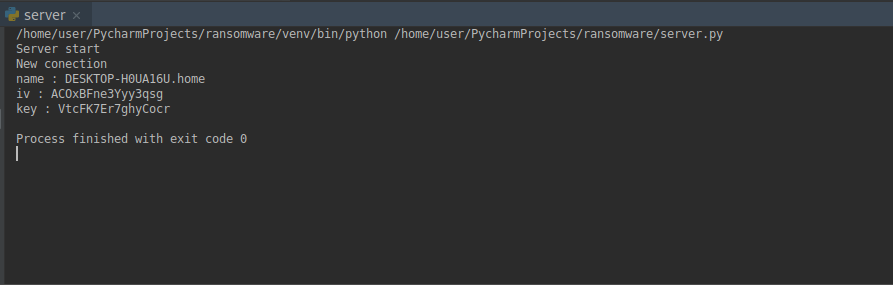 server
/home/user/PycharmProjects/ransomware/venv/bin/python /home/user/PycharmProjects/ransomware/server.py
Server start
New conection
name : DESKTOP-H0UA16U.home
iv : ACOxBFne3Yyy3qsg
key : VtcFK7Er7ghyCocr
Process finished with exit code 0